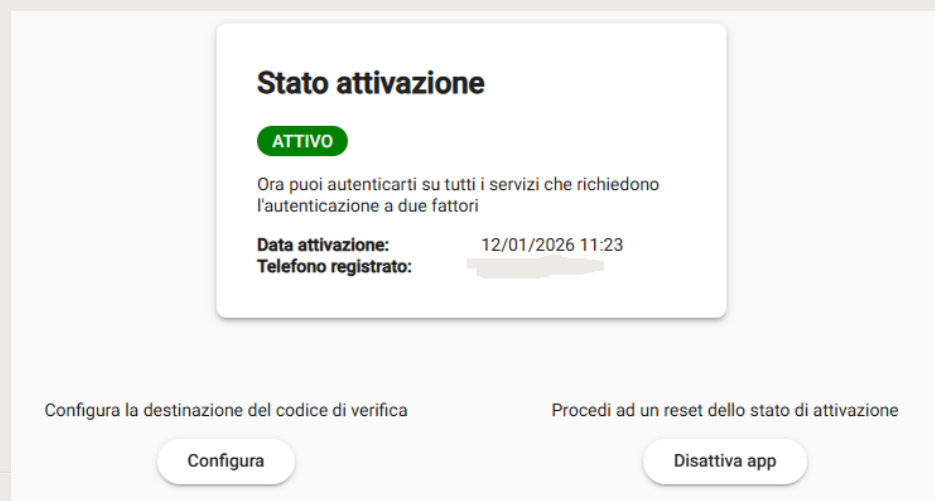 Stato attivazione
ATTIVO
Ora puoi autenticarti su tutti i servizi che richiedono
l'autenticazione a due fattori
Data attivazione: 12/01/2026 11:23
Telefono registrato:
Configura la destinazione del codice di verifica
Procedi ad un reset dello stato di attivazione
Configura
Disattiva app